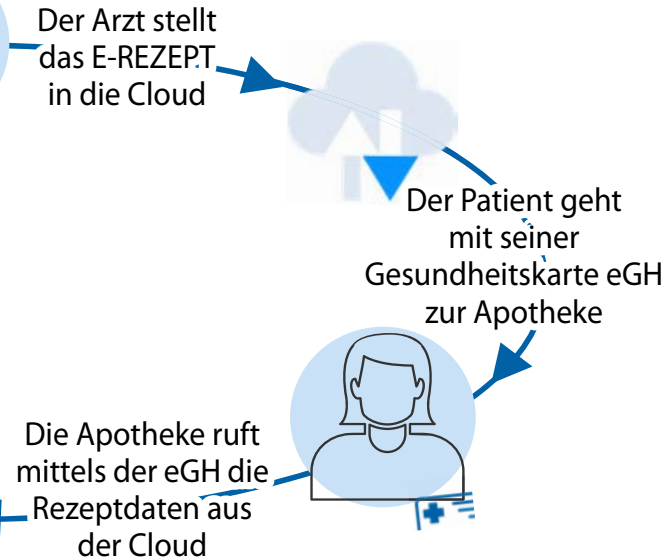 Der Arzt stellt
das E-REZEPT
in die Cloud
Der Patient geht
mit seiner
Gesundheitskarte eGH
zur Apotheke
Die Apotheke ruft
mittels der eGH die
Rezeptdaten aus
der Cloud